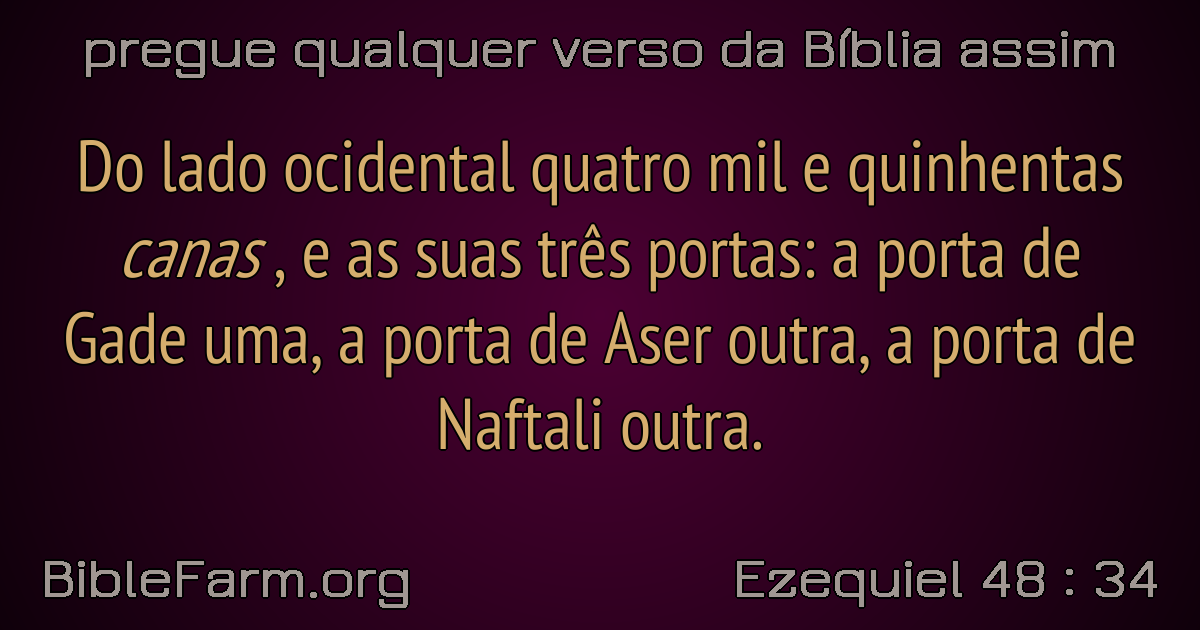 pregue qualquer verso da Bíblia assim
Do lado ocidental quatro mil e quinhentas
canas , e as suas três portas: a porta de
Gade uma, a porta de Aser outra, a porta de
Naftali outra.
BibleFarm.org
Ezequiel 48 : 34